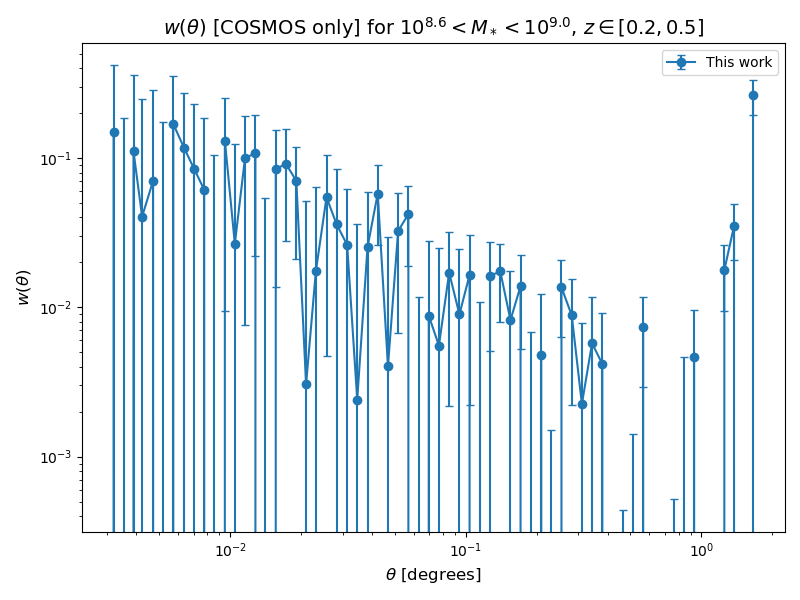 w(θ) [COSMOS only] for 10^8.6 < M_* < 10^9.0, z ∈ [0.2, 0.5]
This work
w(θ)
10^-1
10^-2
10^-3
10^-2 10^-1 10^0
θ [degrees]